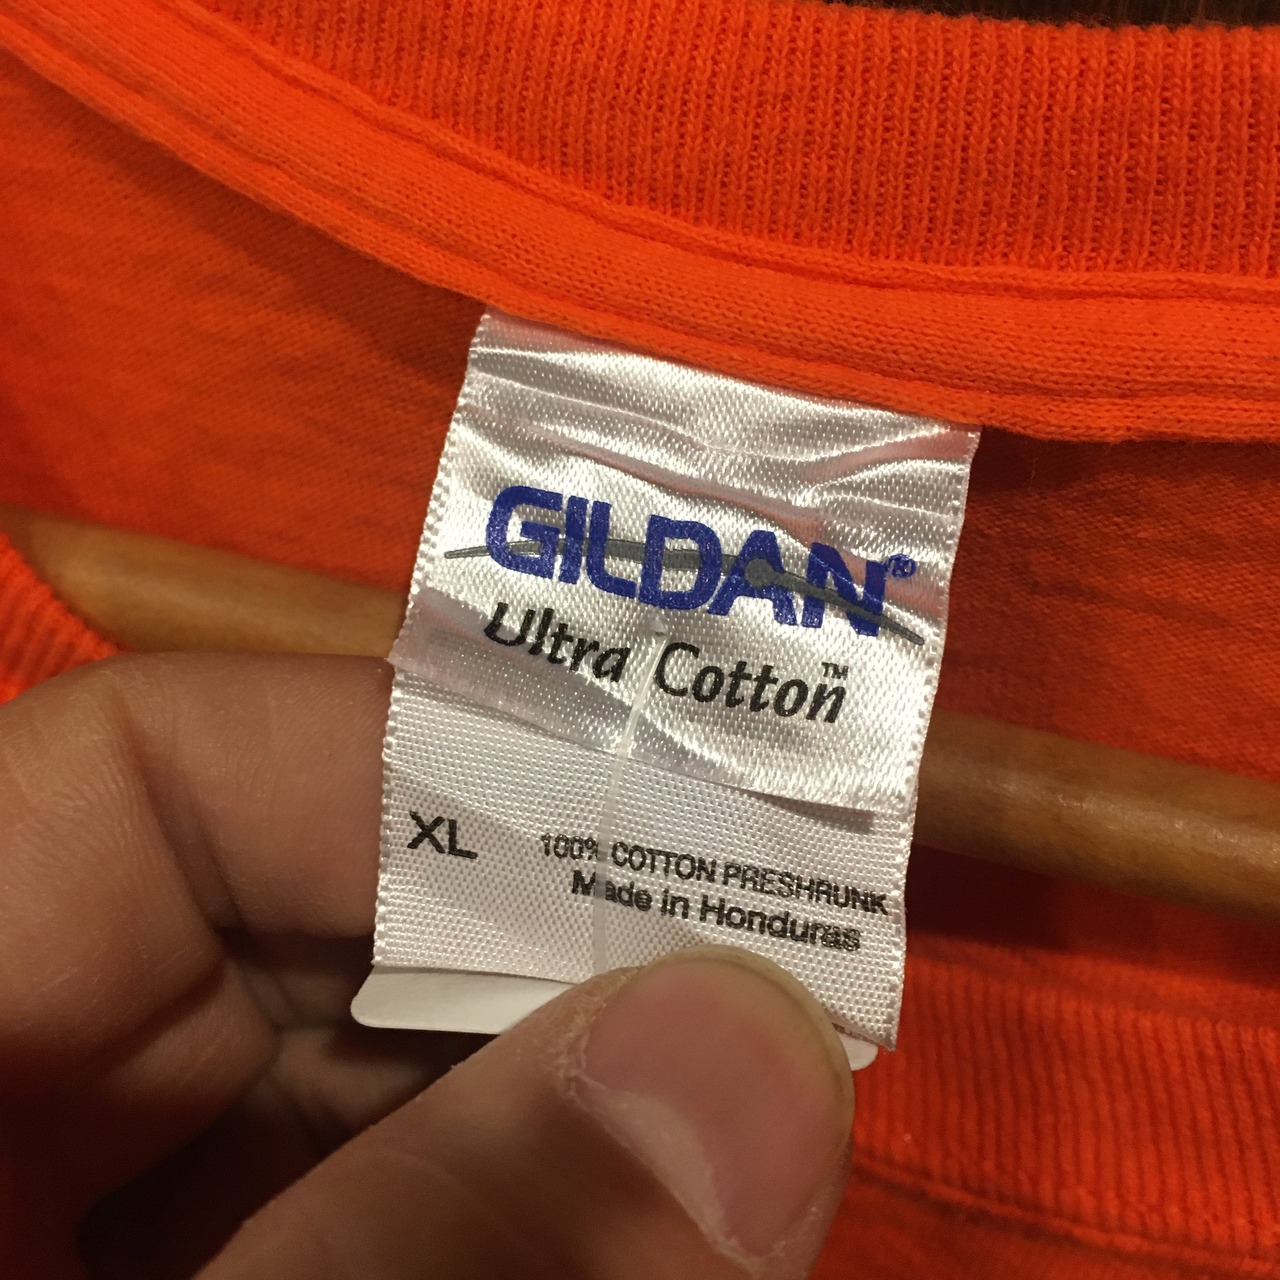 GILDAN®
Ultra Cotton™
XL 100% COTTON PRESHRUNK
Made in Honduras